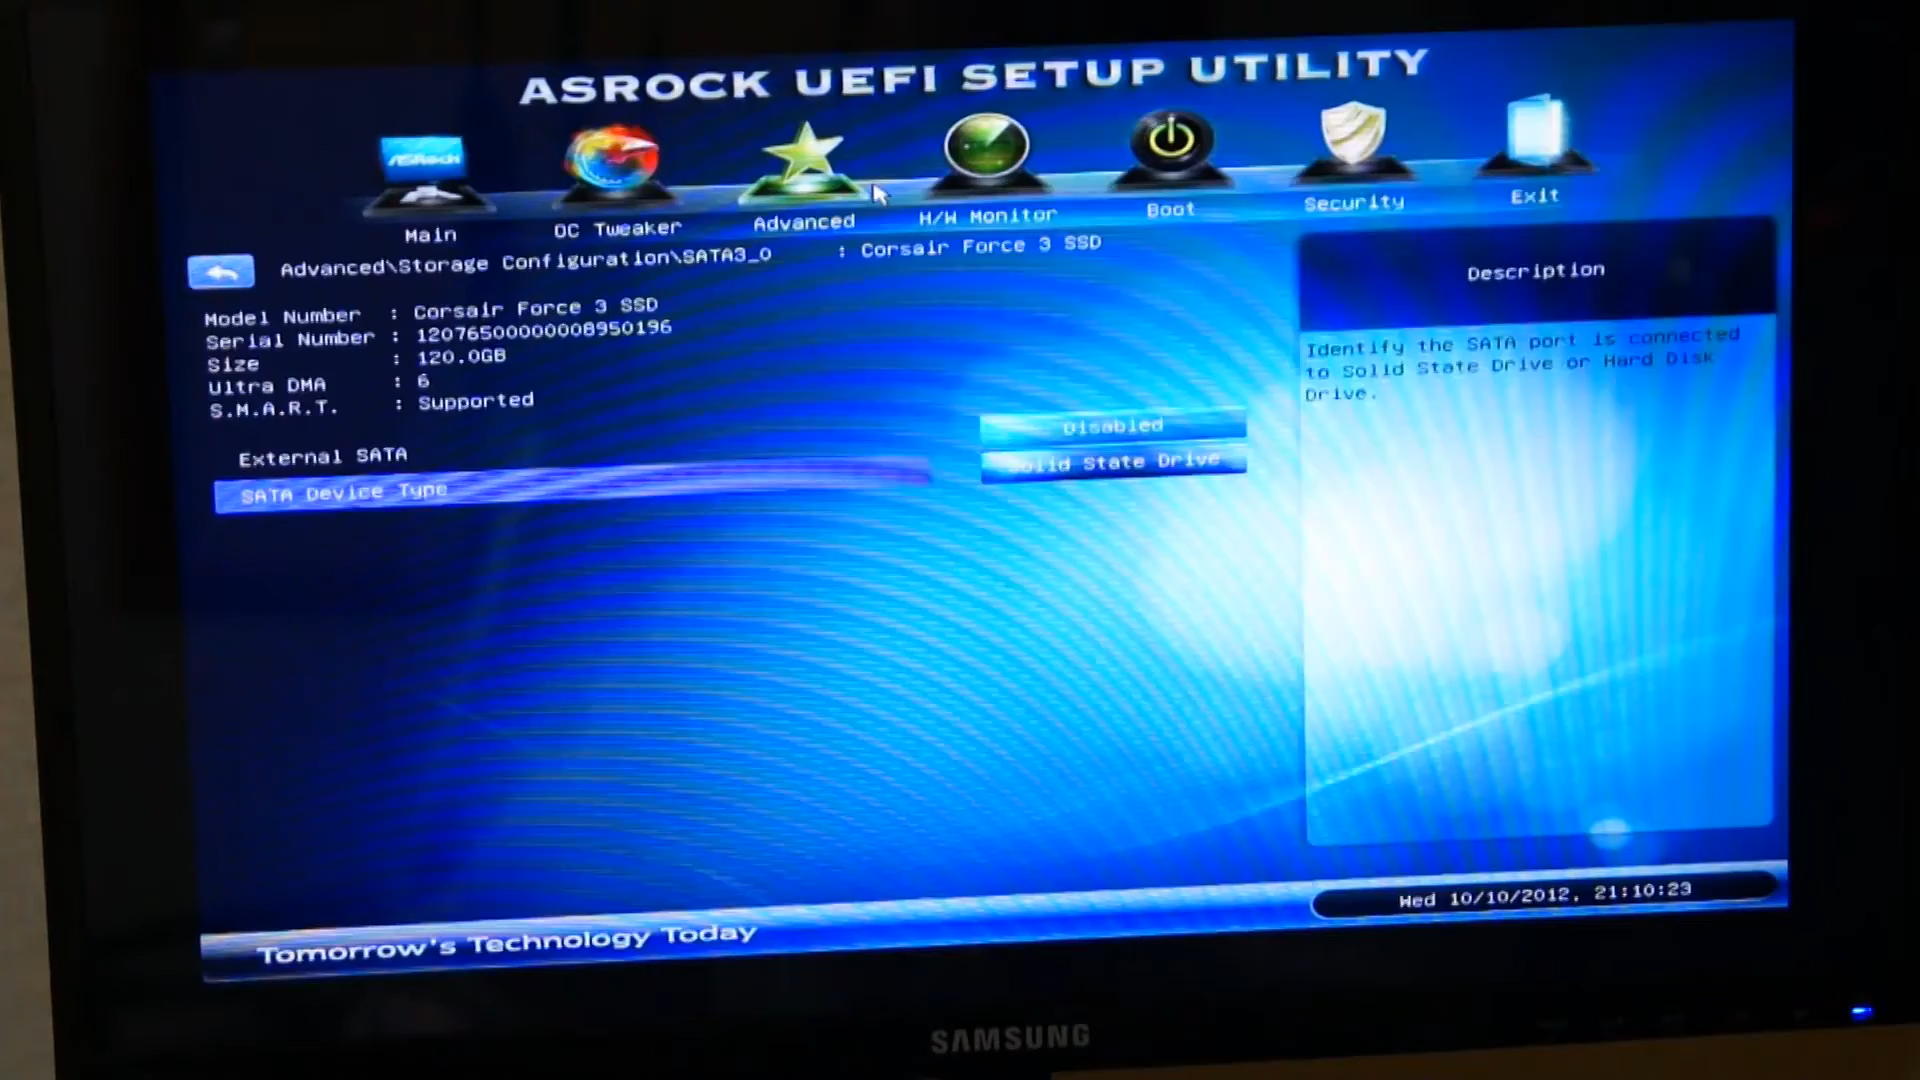 ASROCK UEFI SETUP UTILITY
ASRock
Main OC Tweaker Advanced H/W Monitor Boot Security Exit
Advanced\Storage Configuration\SATA3_0 : Corsair Force 3 SSD
Model Number : Corsair Force 3 SSD
Serial Number : 12076500000008950196
Size : 120.0GB
Ultra DMA : 6
S.M.A.R.T. : Supported
External SATA Disabled
SATA Device Type Solid State Drive
Description
Identify the SATA port is connected
to Solid State Drive or Hard Disk
Drive.
Tomorrow's Technology Today
Wed 10/10/2012, 21:10:23
SAMSUNG